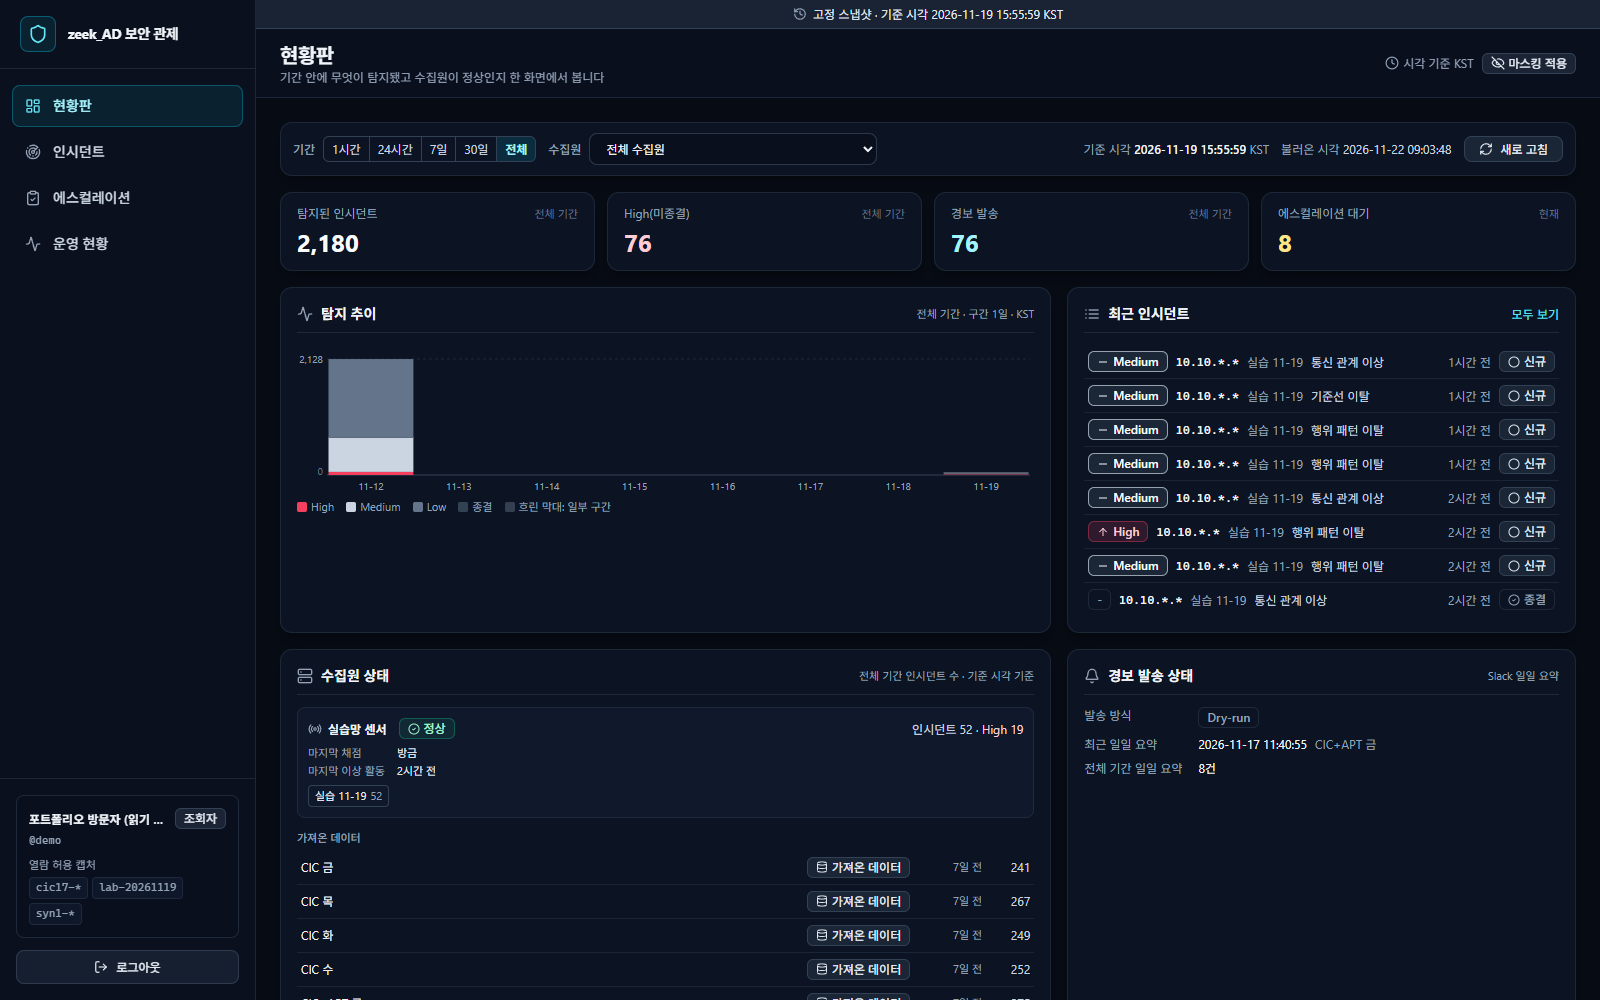 zeek_AD 보안 관제
현황판
인시던트
에스컬레이션
운영 현황
포트폴리오 방문자 (읽기 ... 조회자
@demo
열람 허용 캡처
cic17-* lab-20261119
syn1-*
로그아웃
고정 스냅샷 · 기준 시각 2026-11-19 15:55:59 KST
현황판
기간 안에 무엇이 탐지됐고 수집원이 정상인지 한 화면에서 봅니다
시각 기준 KST 마스킹 적용
기간 1시간 24시간 7일 30일 전체 수집원 전체 수집원
기준 시각 2026-11-19 15:55:59 KST 불러온 시각 2026-11-22 09:03:48 새로 고침
탐지된 인시던트 전체 기간
2,180
High(미종결) 전체 기간
76
경보 발송 전체 기간
76
에스컬레이션 대기 현재
8
탐지 추이 전체 기간 · 구간 1일 · KST
2,128
0
11-12 11-13 11-14 11-15 11-16 11-17 11-18 11-19
High Medium Low 종결 흐린 막대: 일부 구간
최근 인시던트 모두 보기
Medium 10.10.*.* 실습 11-19 통신 관계 이상 1시간 전 신규
Medium 10.10.*.* 실습 11-19 기준선 이탈 1시간 전 신규
Medium 10.10.*.* 실습 11-19 행위 패턴 이탈 1시간 전 신규
Medium 10.10.*.* 실습 11-19 행위 패턴 이탈 1시간 전 신규
Medium 10.10.*.* 실습 11-19 통신 관계 이상 2시간 전 신규
High 10.10.*.* 실습 11-19 행위 패턴 이탈 2시간 전 신규
Medium 10.10.*.* 실습 11-19 행위 패턴 이탈 2시간 전 신규
- 10.10.*.* 실습 11-19 통신 관계 이상 2시간 전 종결
수집원 상태 전체 기간 인시던트 수 · 기준 시각 기준
실습망 센서 정상 인시던트 52 · High 19
마지막 채점 방금
마지막 이상 활동 2시간 전
실습 11-19 52
가져온 데이터
CIC 금 가져온 데이터 7일 전 241
CIC 목 가져온 데이터 7일 전 267
CIC 화 가져온 데이터 7일 전 249
CIC 수 가져온 데이터 7일 전 252
경보 발송 상태 Slack 일일 요약
발송 방식 Dry-run
최근 일일 요약 2026-11-17 11:40:55 CIC+APT 금
전체 기간 일일 요약 8건